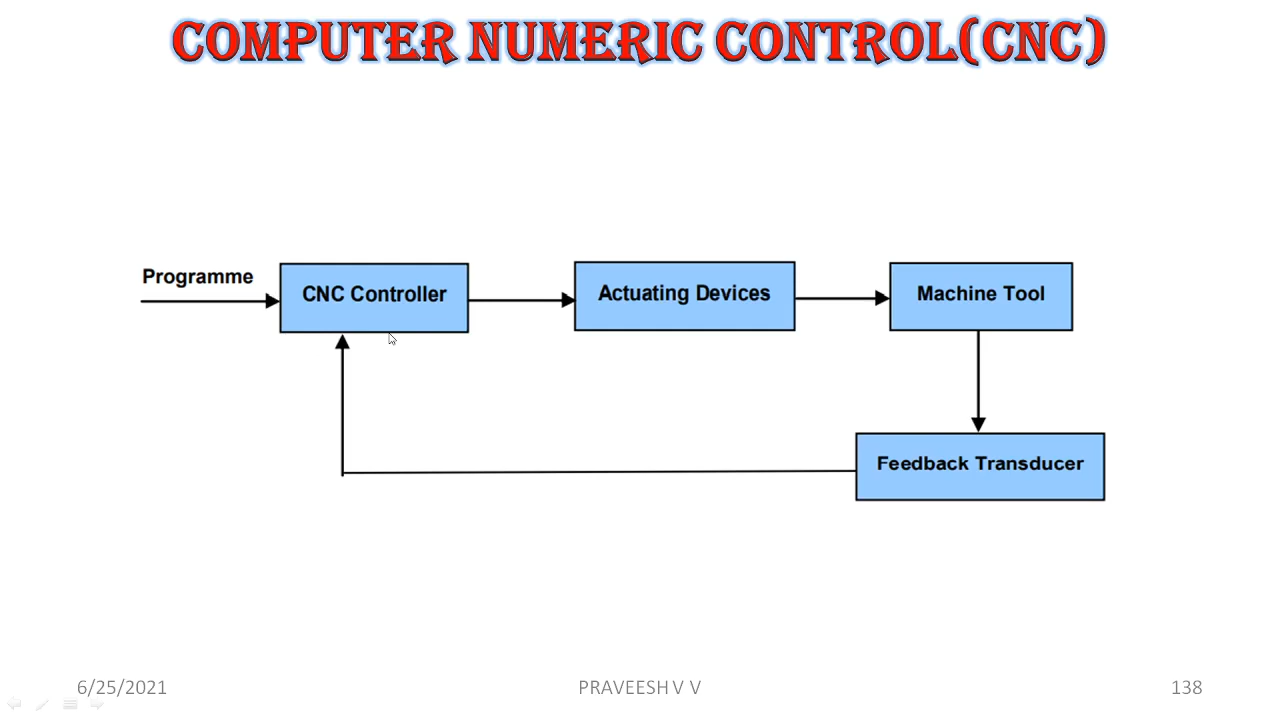 COMPUTER NUMERIC CONTROL(CNC)
Programme
CNC Controller
Actuating Devices
Machine Tool
Feedback Transducer
6/25/2021
PRAVEESH V V
138